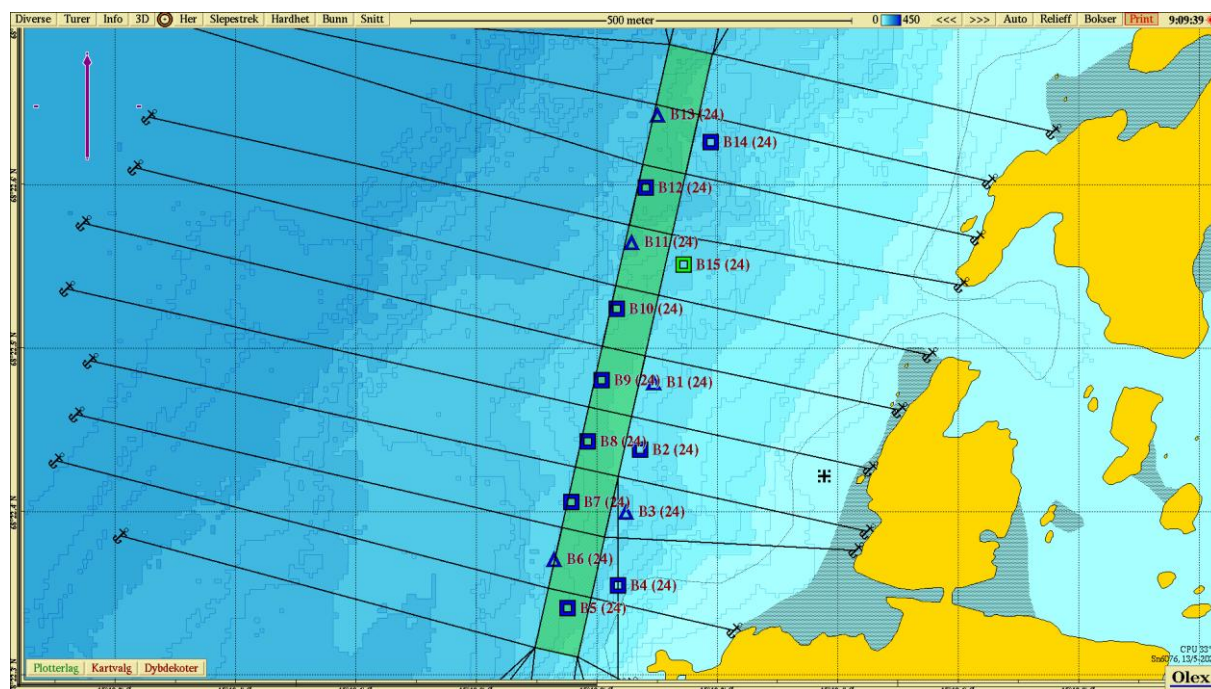 Diverse Turer Info 3D Her Slepestrek Hardhet Bunn Snitt 500 meter 0 450 <<< >>> Auto Relieff Bokser Print 9:09:39
B13 (24)
B14 (24)
B12 (24)
B11 (24)
B15 (24)
B10 (24)
B9 (24)
B1 (24)
B8 (24)
B2 (24)
B7 (24)
B3 (24)
B6 (24)
B4 (24)
B5 (24)
Plotterlag Kartvalg Dybdekoter
Olex